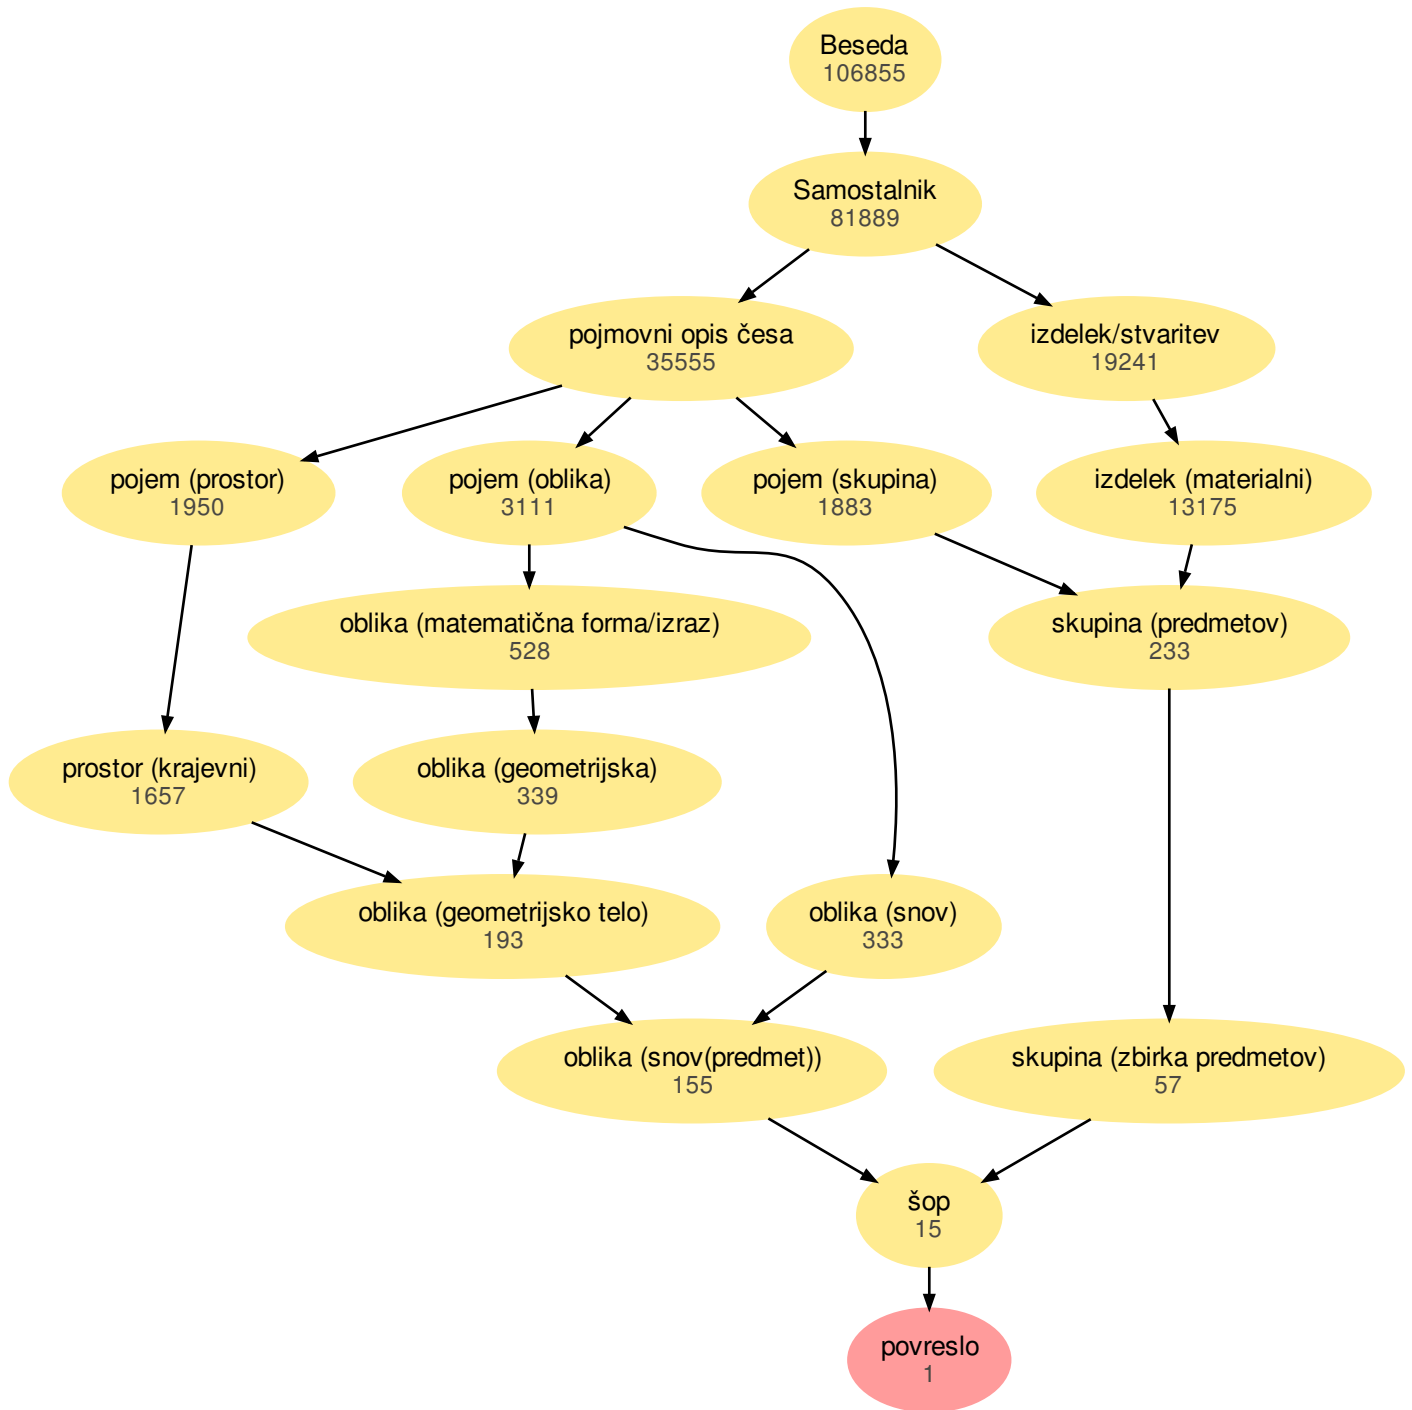 Beseda
106855
Samostalnik
81889
pojmovni opis česa
35555
izdelek/stvaritev
19241
pojem (prostor)
1950
pojem (oblika)
3111
pojem (skupina)
1883
izdelek (materialni)
13175
oblika (matematična forma/izraz)
528
skupina (predmetov)
233
prostor (krajevni)
1657
oblika (geometrijska)
339
oblika (geometrijsko telo)
193
oblika (snov)
333
oblika (snov(predmet))
155
skupina (zbirka predmetov)
57
šop
15
povreslo
1